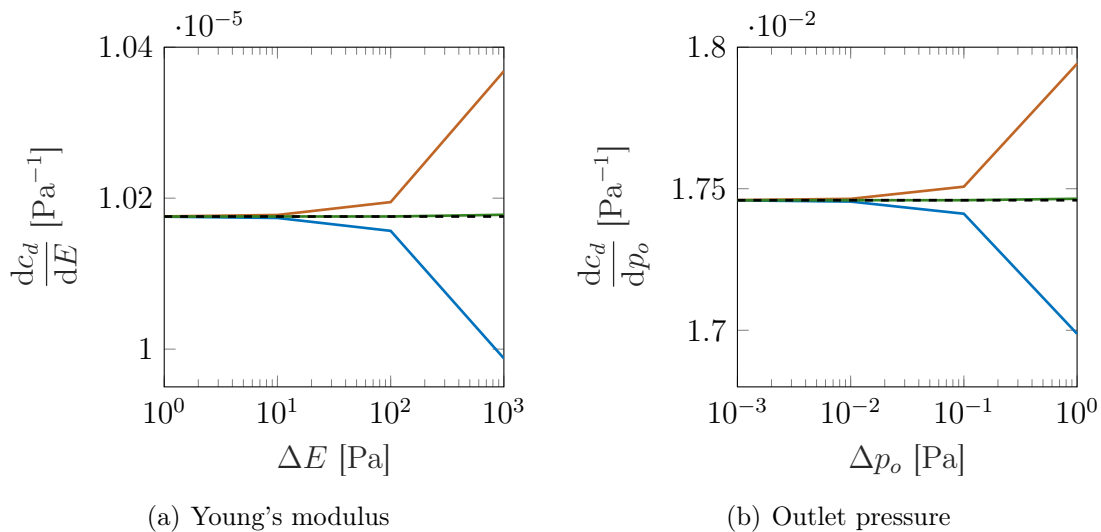 ·10⁻⁵
1.04
1.02
1
dc_d/dE [Pa⁻¹]
10⁰ 10¹ 10² 10³
ΔE [Pa]
(a) Young's modulus
·10⁻²
1.8
1.75
1.7
dc_d/dp_o [Pa⁻¹]
10⁻³ 10⁻² 10⁻¹ 10⁰
Δp_o [Pa]
(b) Outlet pressure